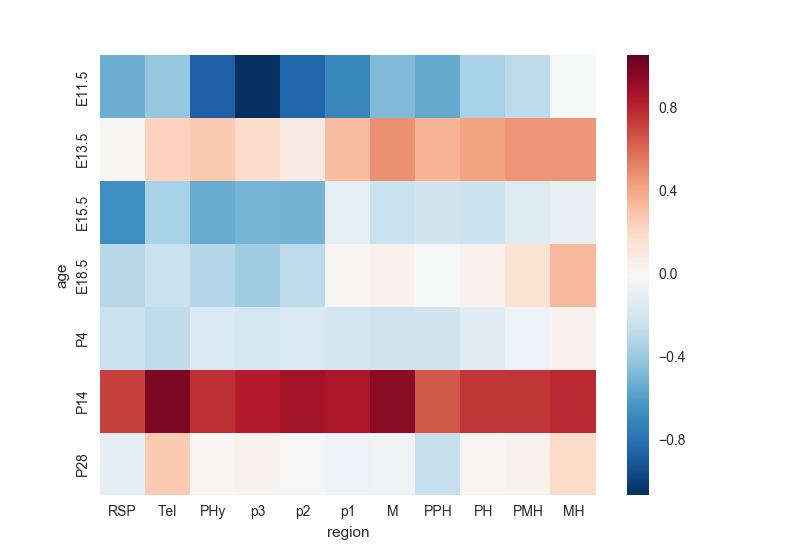 E11.5
E13.5
E15.5
E18.5
P4
P14
P28
age
RSP Tel PHy p3 p2 p1 M PPH PH PMH MH
region
0.8
0.4
0.0
−0.4
−0.8